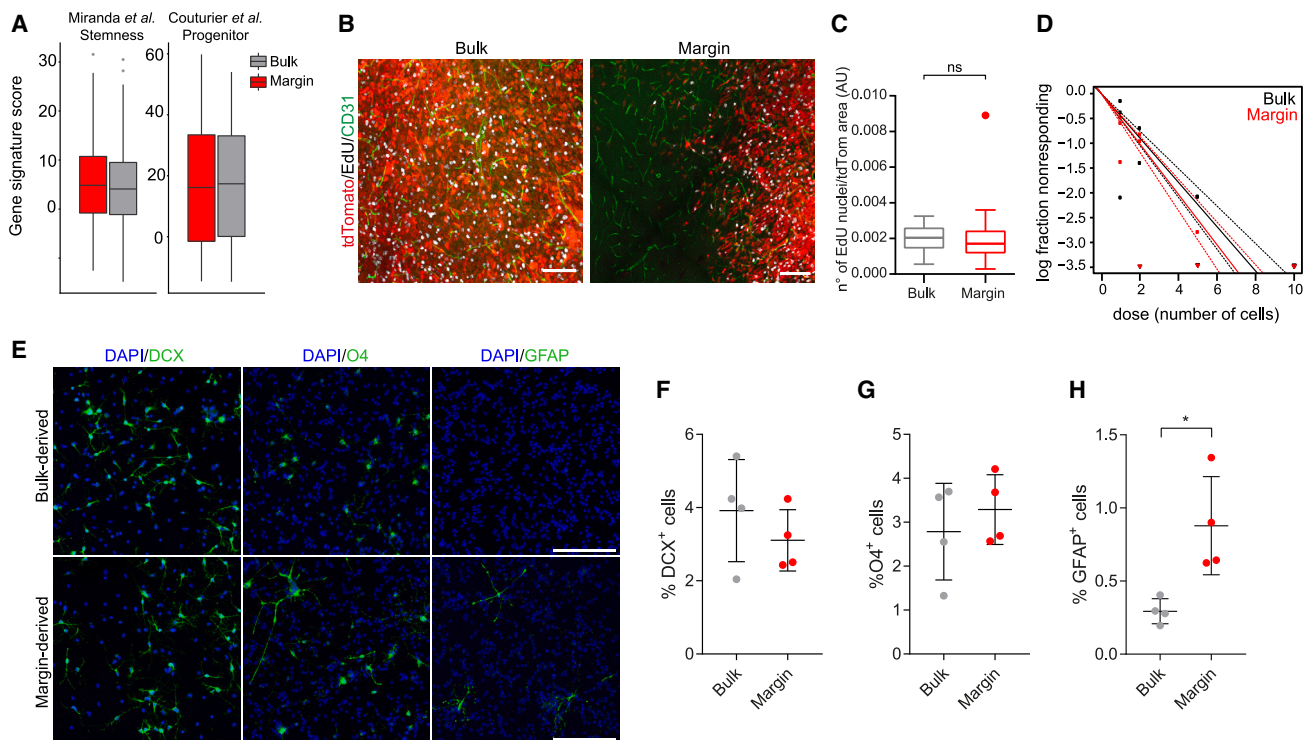 A
Miranda et al.
Stemness
Couturier et al.
Progenitor
Gene signature score
30
20
10
0
60
40
20
0
Bulk
Margin
B
Bulk
Margin
tdTomato/EdU/CD31
C
ns
n° of EdU nuclei/tdTom area (AU)
0.010
0.008
0.006
0.004
0.002
0.000
Bulk
Margin
D
Bulk
Margin
log fraction nonresponding
0.0
-0.5
-1.0
-1.5
-2.0
-2.5
-3.0
-3.5
0 2 4 6 8 10
dose (number of cells)
E
DAPI/DCX
DAPI/O4
DAPI/GFAP
Bulk-derived
Margin-derived
F
% DCX+ cells
6
4
2
0
Bulk
Margin
G
%O4+ cells
5
4
3
2
1
0
Bulk
Margin
H
*
% GFAP+ cells
1.5
1.0
0.5
0.0
Bulk
Margin